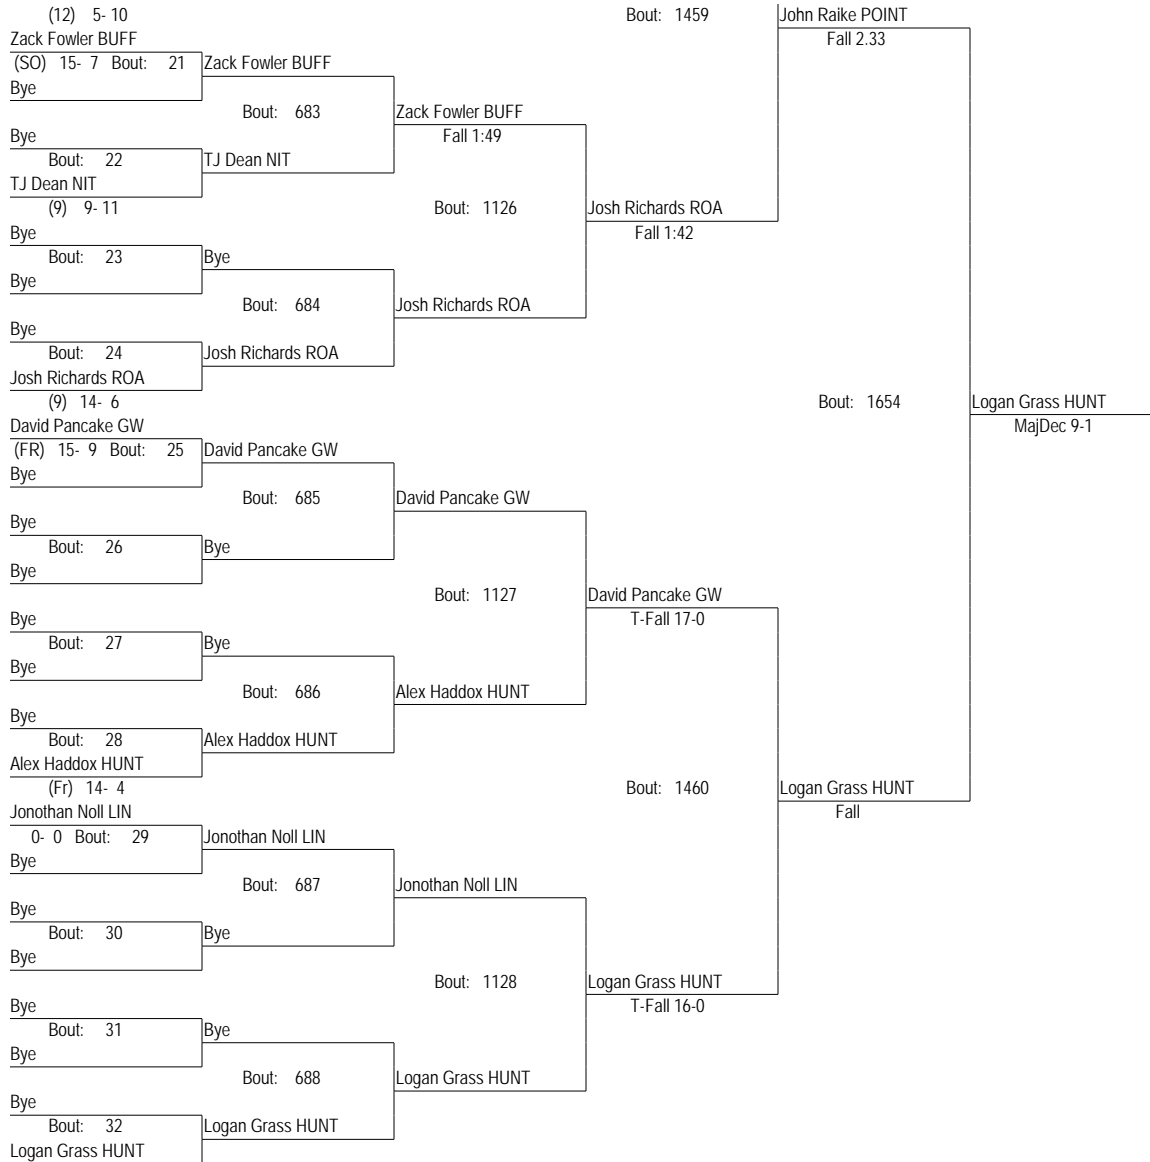 (12) 5- 10
Bout: 1459
John Raike POINT
Zack Fowler BUFF
Fall 2.33
(SO) 15- 7 Bout: 21
Zack Fowler BUFF
Bye
Bout: 683
Zack Fowler BUFF
Bye
Fall 1:49
Bout: 22
TJ Dean NIT
TJ Dean NIT
(9) 9- 11
Bout: 1126
Josh Richards ROA
Bye
Fall 1:42
Bout: 23
Bye
Bye
Bout: 684
Josh Richards ROA
Bye
Bout: 24
Josh Richards ROA
Josh Richards ROA
(9) 14- 6
Bout: 1654
Logan Grass HUNT
David Pancake GW
MajDec 9-1
(FR) 15- 9 Bout: 25
David Pancake GW
Bye
Bout: 685
David Pancake GW
Bye
Bout: 26
Bye
Bye
Bout: 1127
David Pancake GW
Bye
T-Fall 17-0
Bout: 27
Bye
Bye
Bout: 686
Alex Haddox HUNT
Bye
Bout: 28
Alex Haddox HUNT
Alex Haddox HUNT
(Fr) 14- 4
Bout: 1460
Logan Grass HUNT
Jonothan Noll LIN
Fall
0- 0 Bout: 29
Jonothan Noll LIN
Bye
Bout: 687
Jonothan Noll LIN
Bye
Bout: 30
Bye
Bye
Bout: 1128
Logan Grass HUNT
Bye
T-Fall 16-0
Bout: 31
Bye
Bye
Bout: 688
Logan Grass HUNT
Bye
Bout: 32
Logan Grass HUNT
Logan Grass HUNT